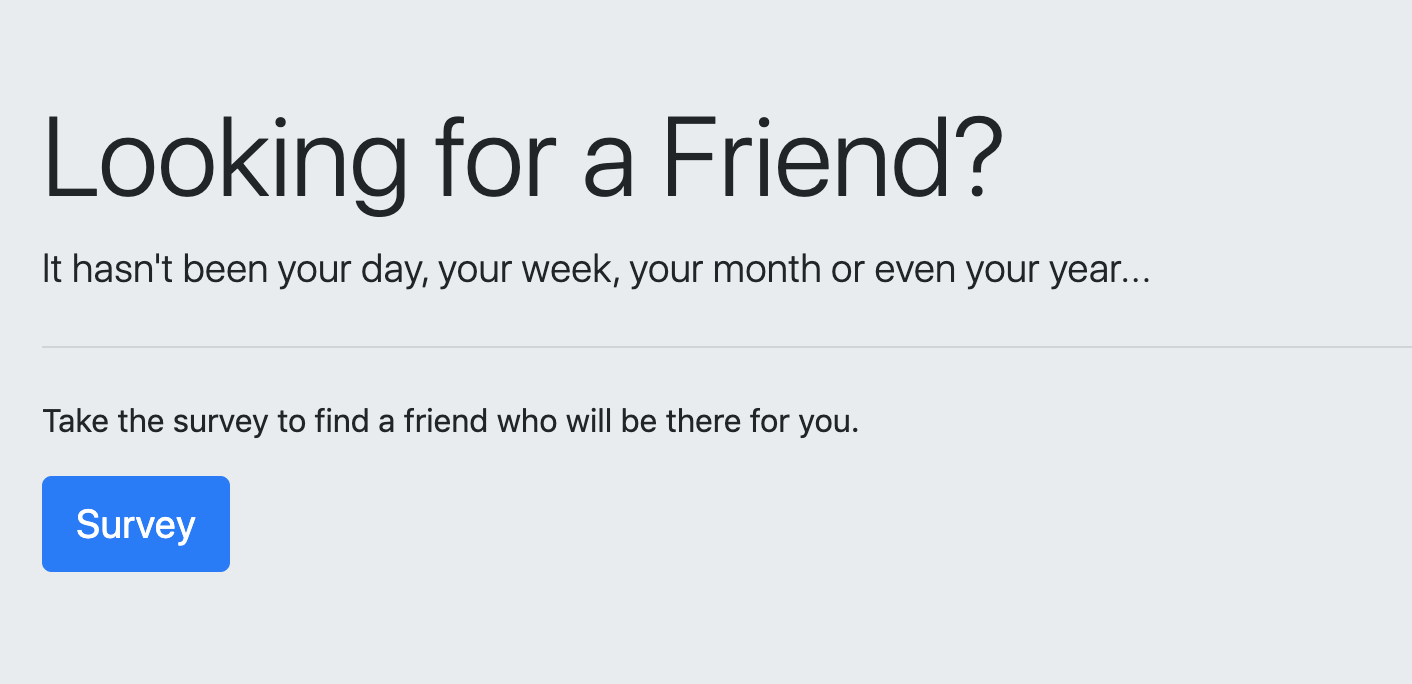 Looking for a Friend?
It hasn't been your day, your week, your month or even your year...
Take the survey to find a friend who will be there for you.
Survey